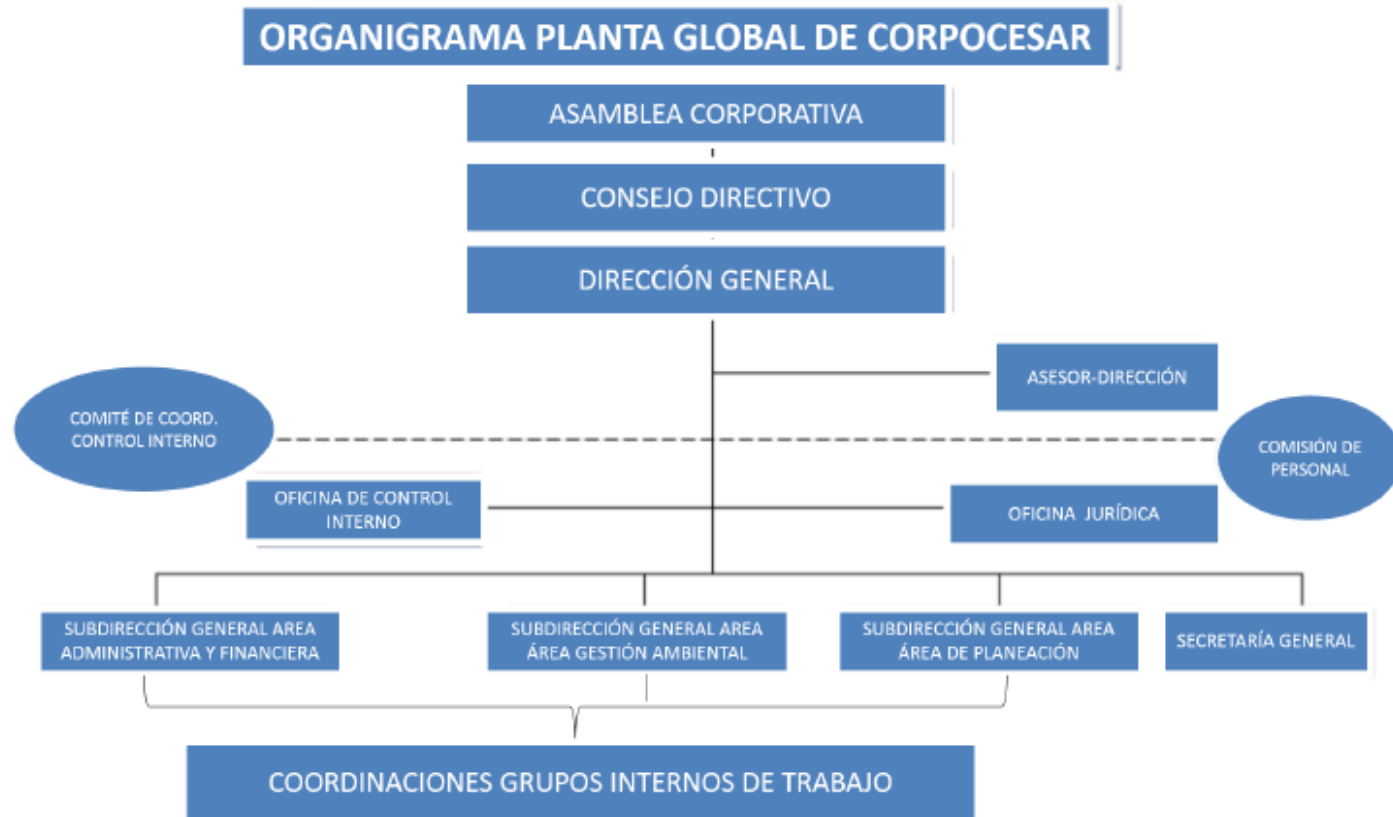 ORGANIGRAMA PLANTA GLOBAL DE CORPOCESAR
ASAMBLEA CORPORATIVA
CONSEJO DIRECTIVO
DIRECCIÓN GENERAL
ASESOR-DIRECCIÓN
COMITÉ DE COORD.
CONTROL INTERNO
COMISIÓN DE
PERSONAL
OFICINA DE CONTROL
INTERNO
OFICINA JURÍDICA
SUBDIRECCIÓN GENERAL AREA
ADMINISTRATIVA Y FINANCIERA
SUBDIRECCIÓN GENERAL AREA
ÁREA GESTIÓN AMBIENTAL
SUBDIRECCIÓN GENERAL AREA
ÁREA DE PLANEACIÓN
SECRETARÍA GENERAL
COORDINACIONES GRUPOS INTERNOS DE TRABAJO